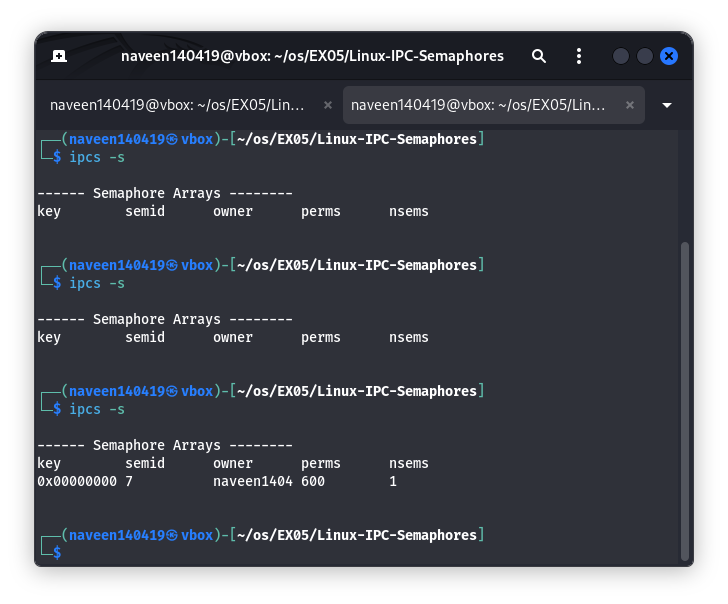 naveen140419@vbox: ~/os/EX05/Linux-IPC-Semaphores
naveen140419@vbox: ~/os/EX05/Lin… × naveen140419@vbox: ~/os/EX05/Lin… ×
┌──(naveen140419㉿vbox)-[~/os/EX05/Linux-IPC-Semaphores]
└─$ ipcs -s
------ Semaphore Arrays --------
key        semid      owner      perms      nsems
┌──(naveen140419㉿vbox)-[~/os/EX05/Linux-IPC-Semaphores]
└─$ ipcs -s
------ Semaphore Arrays --------
key        semid      owner      perms      nsems
┌──(naveen140419㉿vbox)-[~/os/EX05/Linux-IPC-Semaphores]
└─$ ipcs -s
------ Semaphore Arrays --------
key        semid      owner      perms      nsems
0x00000000 7          naveen1404 600        1
┌──(naveen140419㉿vbox)-[~/os/EX05/Linux-IPC-Semaphores]
└─$